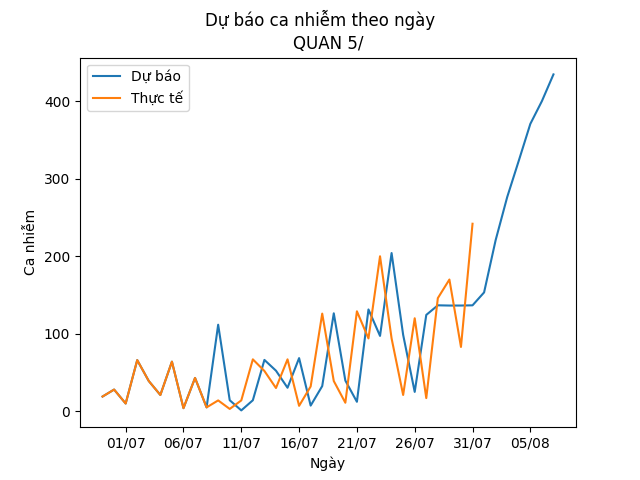 Dự báo ca nhiễm theo ngày
QUAN 5/
Dự báo
Thực tế
Ca nhiễm
400
300
200
100
0
01/07 06/07 11/07 16/07 21/07 26/07 31/07 05/08
Ngày